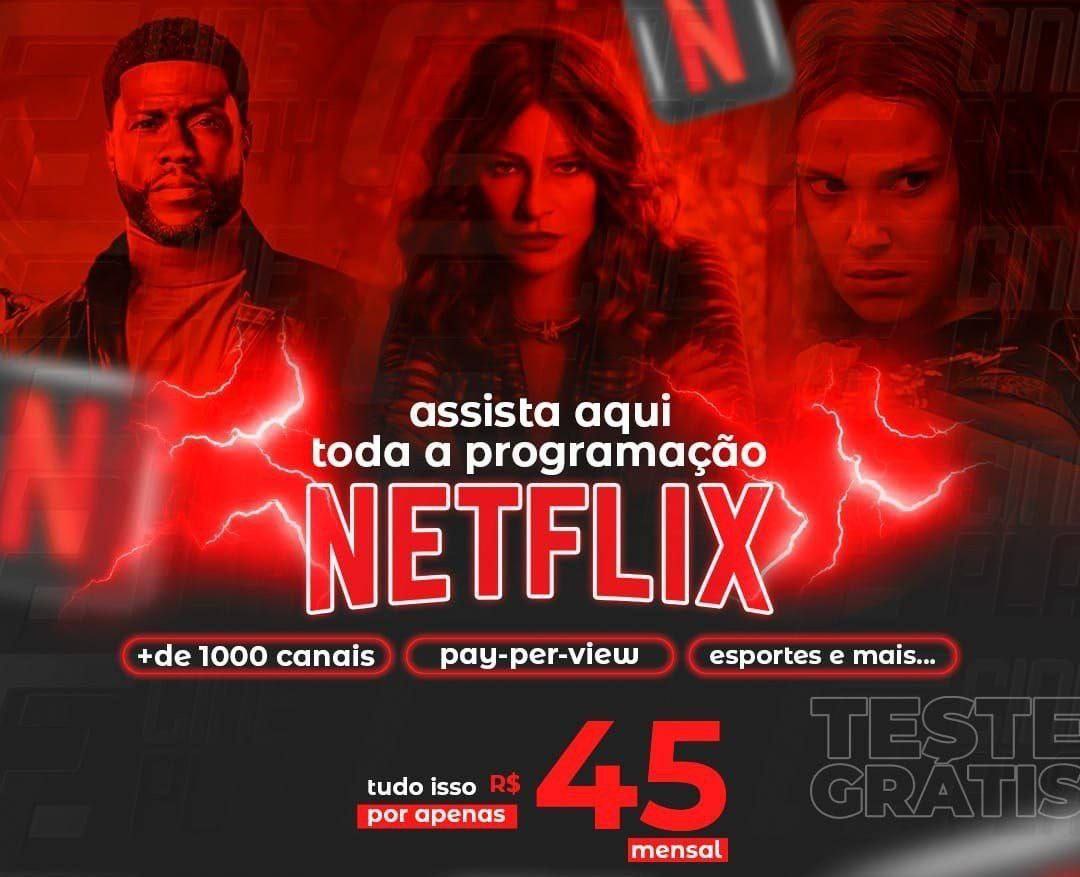 N
assista aqui
toda a programação
N
NETFLIX
+de 1000 canais
pay-per-view
esportes e mais...
TESTE
GRÁTIS
tudo isso R$ 45
por apenas
mensal